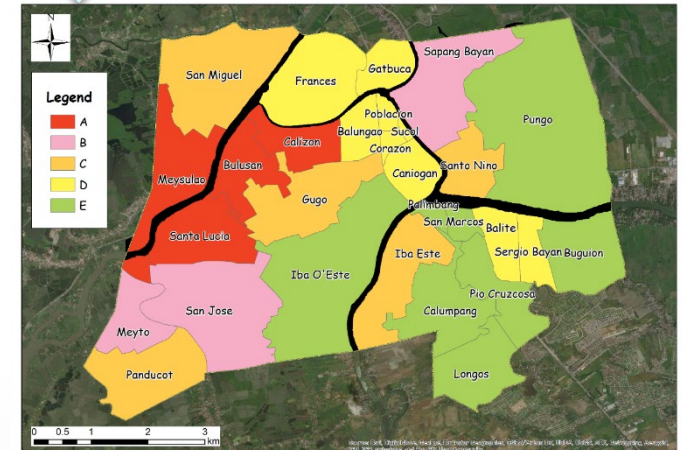 N
San Miguel
Frances
Gatbuca
Sapang Bayan
Legend
A
B
C
D
E
Pungo
Poblacion
Balungao
Sucol
Calizon
Corazon
Bulusan
Meysulao
Caniogan
Santo Nino
Gugo
Palimbang
San Marcos
Balite
Santa Lucia
Iba Este
Sergio Bayan
Buguion
Iba O'Este
Pio Cruzcosa
San Jose
Calumpang
Meyto
Panducot
Longos
0 0.5 1 2 3
km